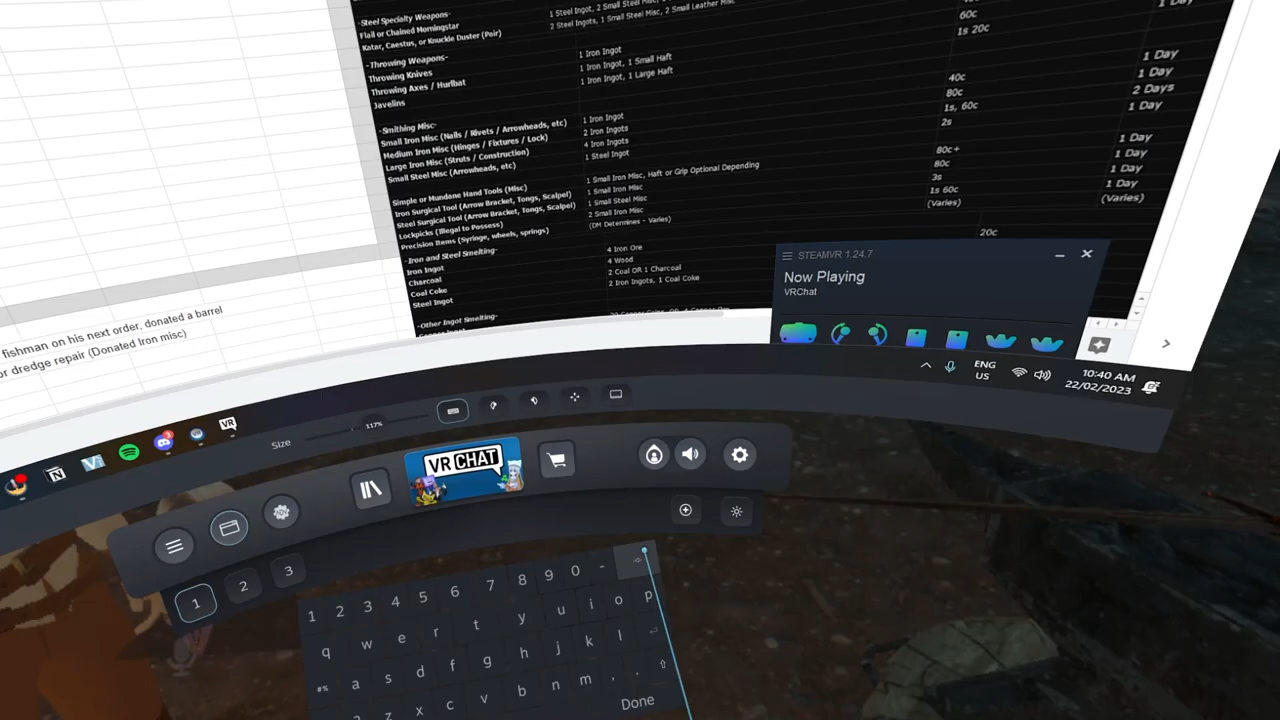 -Steel Specialty Weapons-
Flail or Chained Morningstar 1 Steel Ingot, 2 Small Steel
Katar, Caestus, or Knuckle Duster (Pair) 2 Steel Ingots, 1 Small Steel Misc, 2 Small Leather Misc 60c
1s 20c
-Throwing Weapons-
Throwing Knives 1 Iron Ingot 1 Day
Throwing Axes / Hurlbat 1 Iron Ingot, 1 Small Haft 1 Day
Javelins 1 Iron Ingot, 1 Large Haft 2 Days
-Smithing Misc-
Small Iron Misc (Nails / Rivets / Arrowheads, etc) 1 Iron Ingot 40c 1 Day
Medium Iron Misc (Hinges / Fixtures / Lock) 2 Iron Ingots 80c
Large Iron Misc (Struts / Construction) 4 Iron Ingots 1s, 60c
Small Steel Misc (Arrowheads, etc) 1 Steel Ingot 2s
Simple or Mundane Hand Tools (Misc) 1 Small Iron Misc, Haft or Grip Optional Depending 80c+ 1 Day
Iron Surgical Tool (Arrow Bracket, Tongs, Scalpel) 1 Small Iron Misc 80c 1 Day
Steel Surgical Tool (Arrow Bracket, Tongs, Scalpel) 1 Small Steel Misc 3s 1 Day
Lockpicks (Illegal to Possess) 2 Small Iron Misc 1s 60c 1 Day
Precision Items (Syringe, wheels, springs) (DM Determines - Varies) (Varies) (Varies)
-Iron and Steel Smelting-
Iron Ingot 4 Iron Ore 20c
Charcoal 4 Wood
Coal Coke 2 Coal OR 1 Charcoal
Steel Ingot 2 Iron Ingots, 1 Coal Coke
-Other Ingot Smelting-
fishman on his next order, donated a barrel
or dredge repair (Donated Iron misc)
STEAMVR 1.24.7
Now Playing
VRChat
ENG
US
10:40 AM
22/02/2023
Size 117%
VR CHAT
1 2 3
1 2 3 4 5 6 7 8 9 0 -
q w e r t y u i o p
#% a s d f g h j k l
z x c v b n m , .
Done